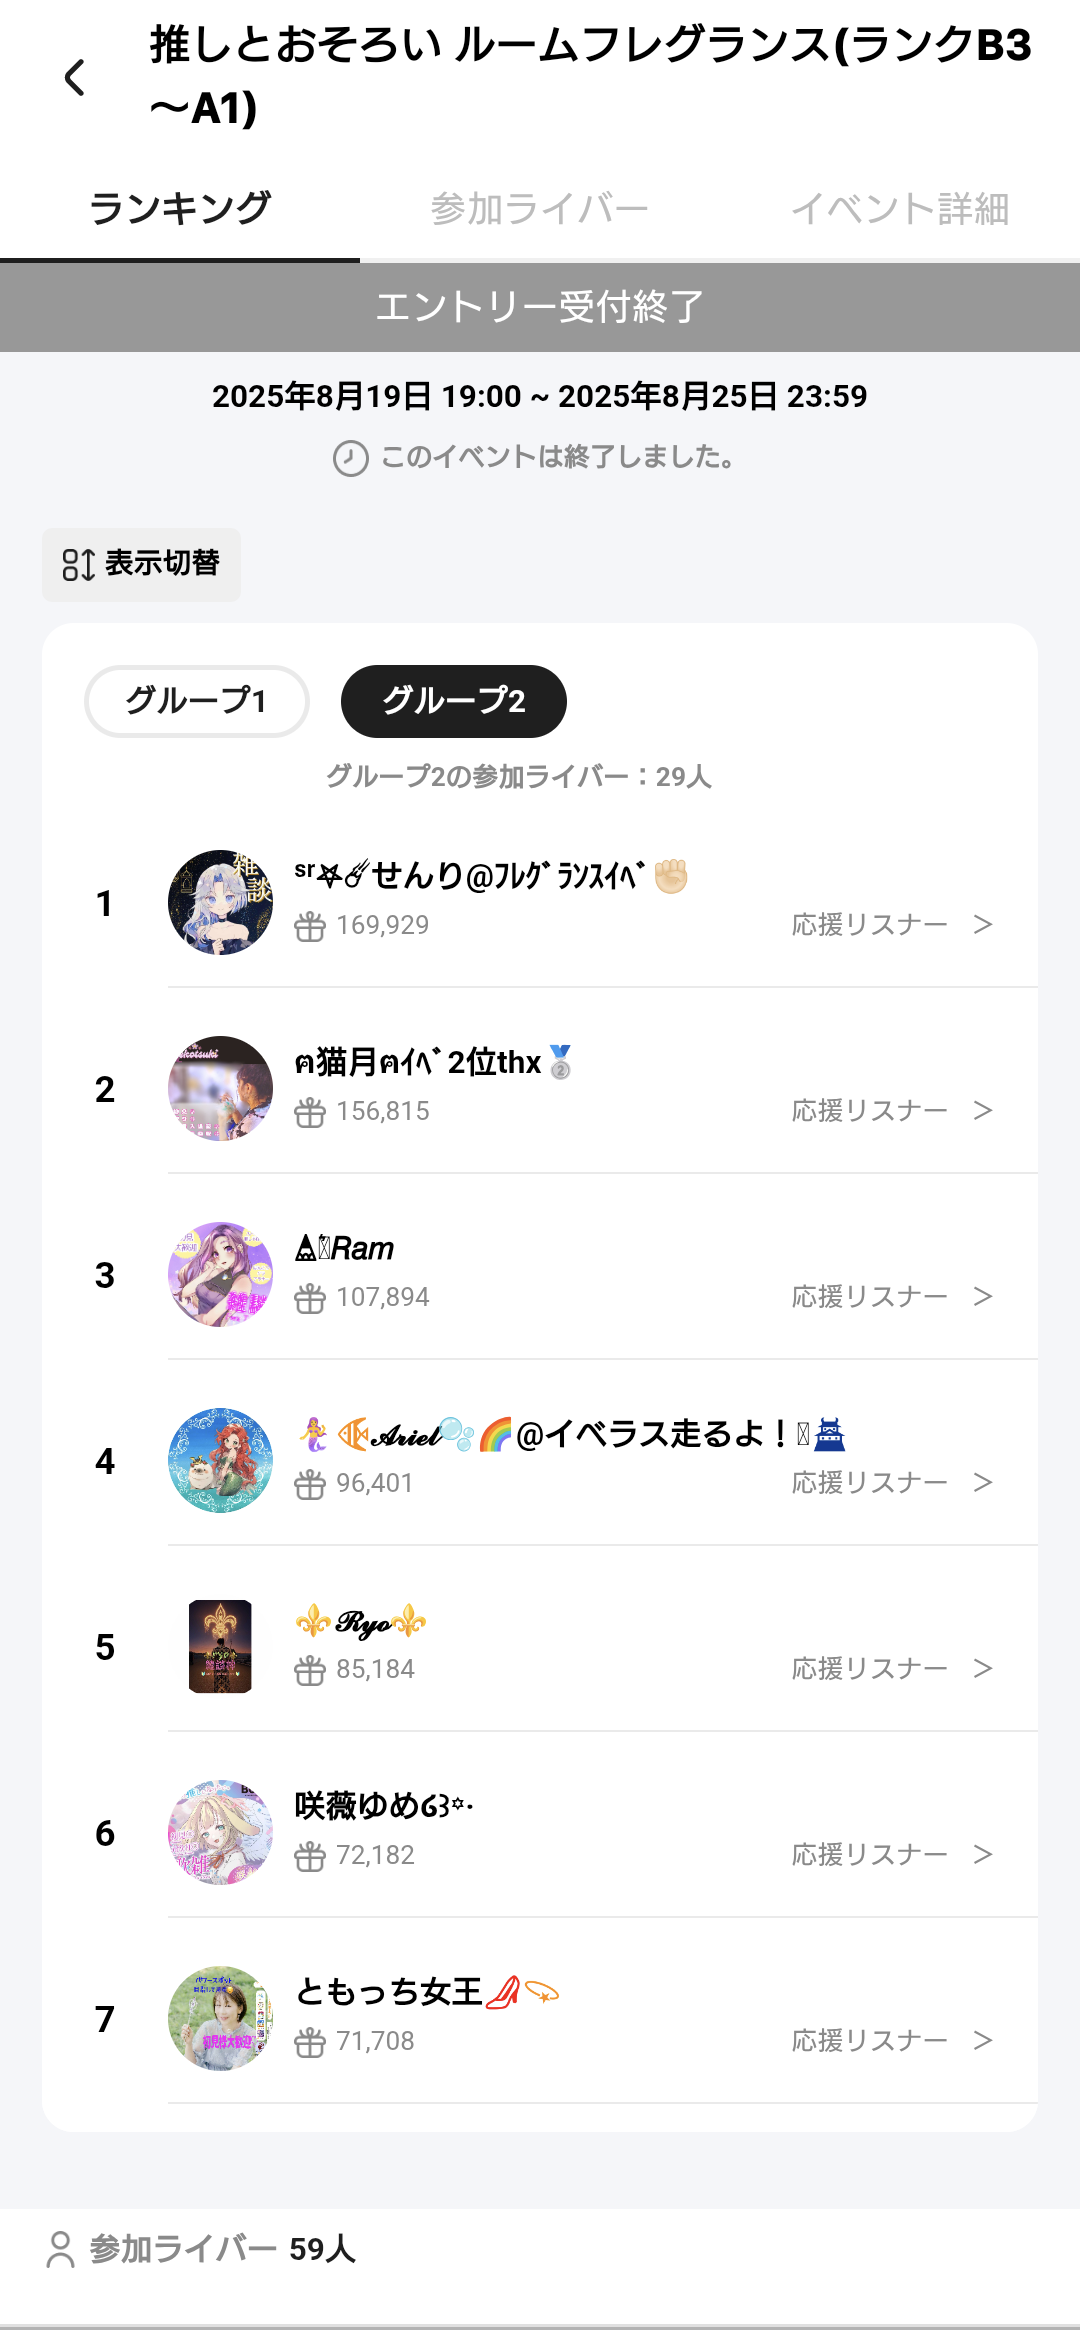 推しとおそろい ルームフレグランス(ランクB3
～A1)
ランキング
参加ライバー
イベント詳細
エントリー受付終了
2025年8月19日 19:00 ~ 2025年8月25日 23:59
このイベントは終了しました。
表示切替
グループ1
グループ2
グループ2の参加ライバー：29人
1
雑談
ˢʳ⛧☄せんり@ﾌﾚｸﾞﾗﾝｽｲﾍﾞ✊🏻
169,929
応援リスナー >
2
ฅ猫月ฅｲﾍﾞ2位thx🥈
156,815
応援リスナー >
3
Ram
107,894
応援リスナー >
4
🧜‍♀️🐠𝓐𝓻𝓲𝓮𝓵🫧🌈@イベラス走るよ！🏯
96,401
応援リスナー >
5
⚜️𝓡𝔂𝓸⚜️
85,184
応援リスナー >
6
咲薇ゆめ໒꒱✡･
72,182
応援リスナー >
7
初見様大歓迎
ともっち女王👠💫
71,708
応援リスナー >
参加ライバー 59人